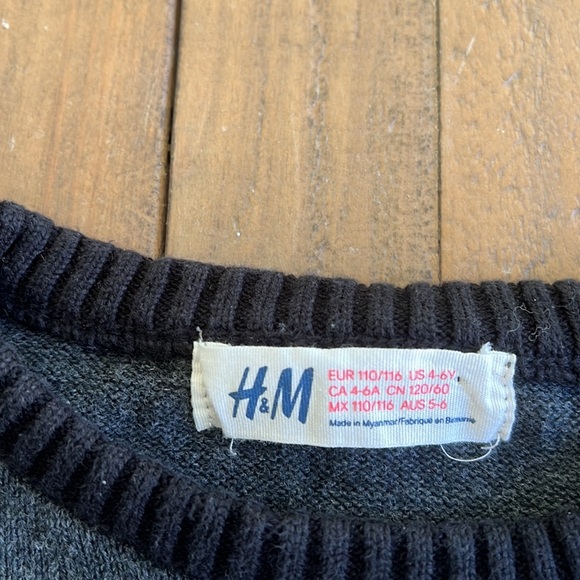 H&M
EUR 110/116 US 4-6Y
CA 4-6A CN 120/60
MX 110/116 AUS 5-6
Made in Myanmar/Fabriqué en Birmanie